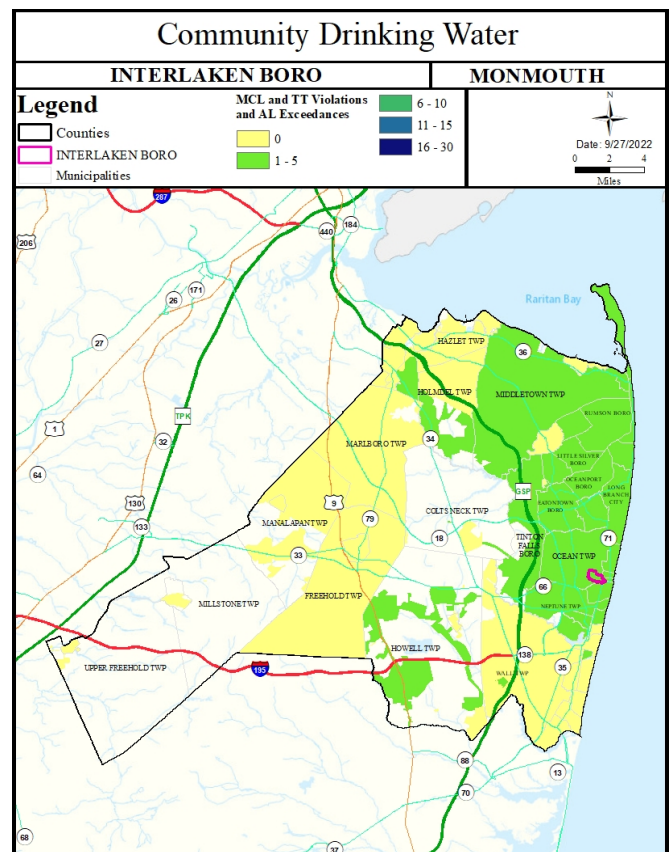 Community Drinking Water
INTERLAKEN BORO
MONMOUTH
Legend
Counties
INTERLAKEN BORO
Municipalities
MCL and TT Violations
and AL Exceedances
0
1 - 5
6 - 10
11 - 15
16 - 30
N
Date: 9/27/2022
0 2 4
Miles
287
206
440
184
171
26
27
Raritan Bay
HAZLET TWP
36
HOLMDEL TWP
MIDDLETOWN TWP
RUMSON BORO
1
TPK
32
34
MARLBORO TWP
LITTLE SILVER
BORO
64
OCEANPORT
BORO
LONG
BRANCH
CITY
130
9
GSP
EATONTOWN
BORO
133
79
COLTS NECK TWP
MANALAPAN TWP
18
71
33
TINTON
FALLS
BORO
OCEAN TWP
66
MILLSTONE TWP
FREEHOLD TWP
NEPTUNE TWP
HOWELL TWP
138
35
UPPER FREEHOLD TWP
195
WALL TWP
88
13
70
68
37